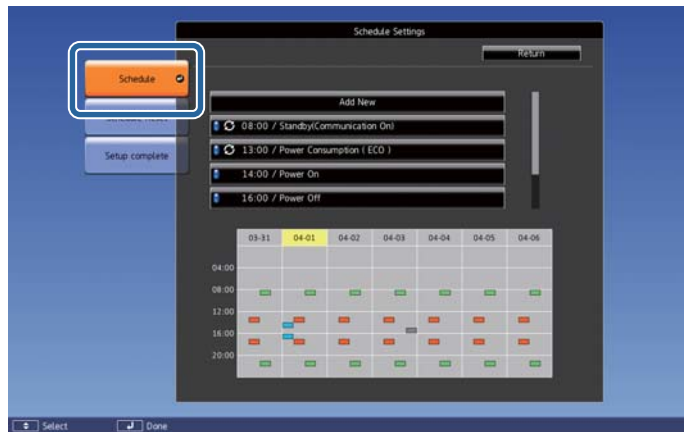 Schedule Settings
Return
Schedule
Add New
08:00 / Standby(Communication On)
Setup complete
13:00 / Power Consumption ( ECO )
14:00 / Power On
16:00 / Power Off
03-31 04-01 04-02 04-03 04-04 04-05 04-06
04:00
08:00
12:00
16:00
20:00
Select Done